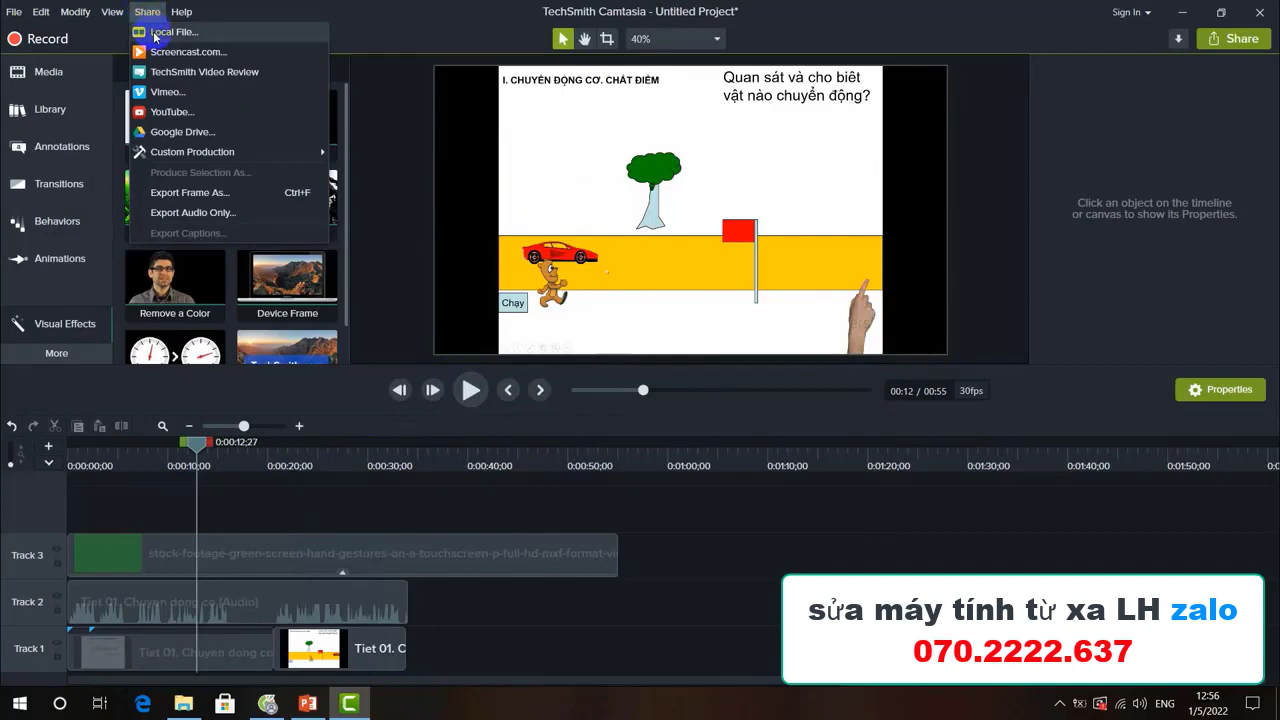 File Edit Modify View Share Help
TechSmith Camtasia - Untitled Project*
Sign In
Record
40%
Share
Local File...
Screencast.com...
TechSmith Video Review
Vimeo...
YouTube...
Google Drive...
Custom Production
Produce Selection As...
Export Frame As... Ctrl+F
Export Audio Only...
Export Captions...
Media
Library
Annotations
Transitions
Behaviors
Animations
Visual Effects
More
Remove a Color
Device Frame
I. CHUYỂN ĐỘNG CƠ. CHẤT ĐIỂM
Quan sát và cho biêt
vật nào chuyển động?
Chạy
Click an object on the timeline
or canvas to show its Properties.
00:12 / 00:55 30fps
Properties
0:00:12;27
0:00:00;00 0:00:10;00 0:00:20;00 0:00:30;00 0:00:40;00 0:00:50;00 0:01:00;00 0:01:10;00 0:01:20;00 0:01:30;00 0:01:40;00 0:01:50;00
Track 3
stock-footage-green-screen-hand-gestures-on-a-touchscreen-p-full-hd-mxf-format-vi
Track 2
Tiet 01. Chuyen dong co (Audio)
Track 1
Tiet 01. Chuyen dong co
Tiet 01. C
sửa máy tính từ xa LH zalo
070.2222.637
ENG
12:56
1/5/2022